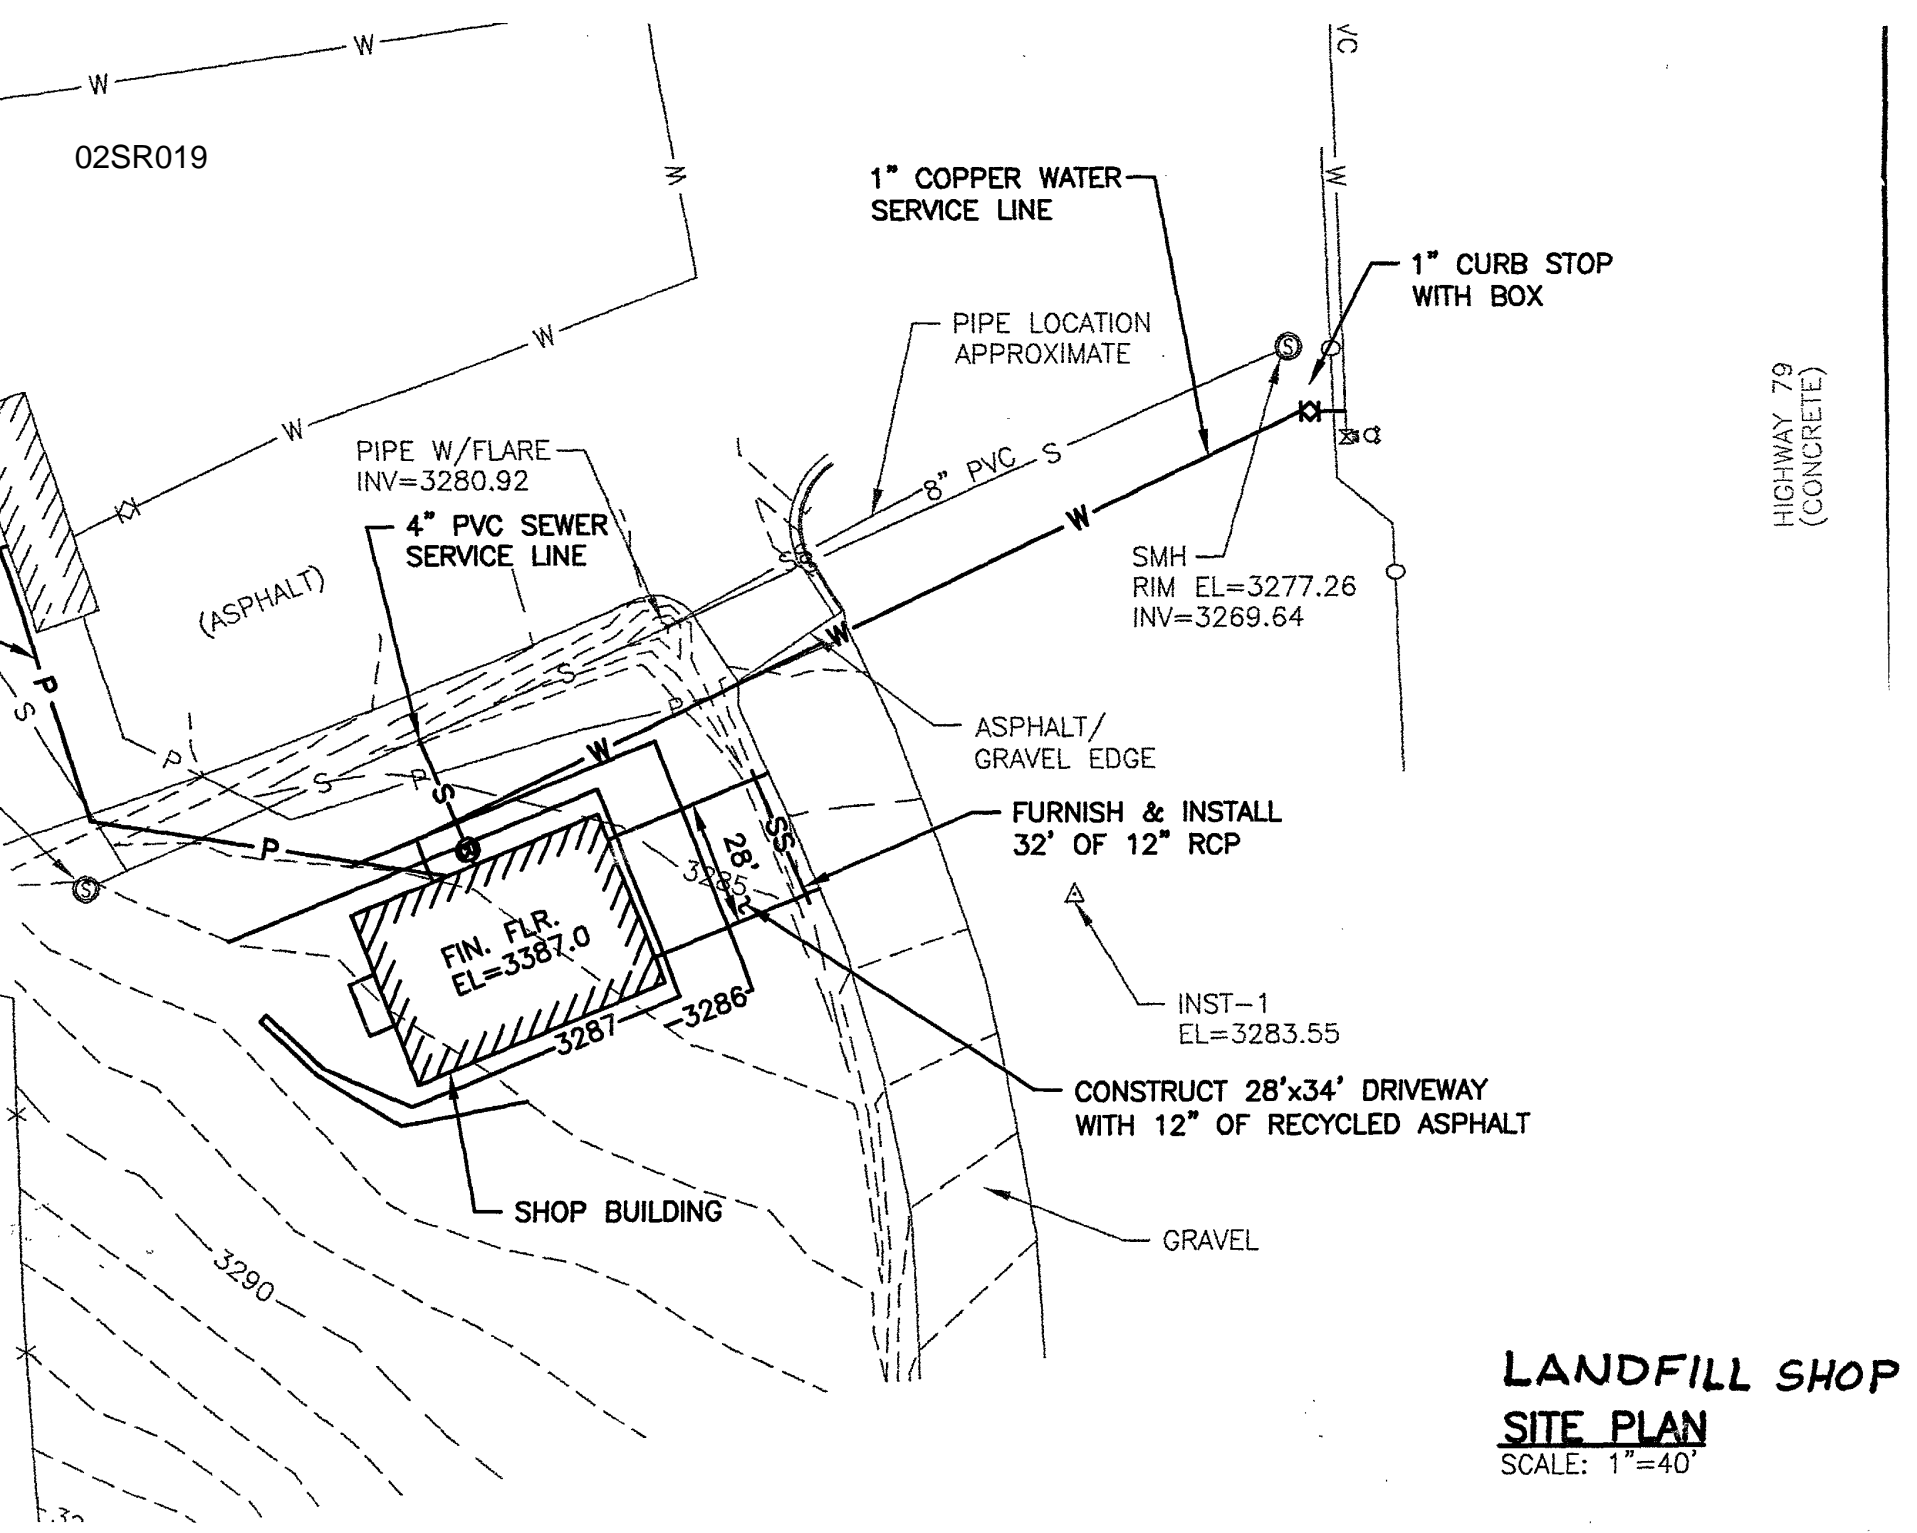 W
W
VC
02SR019
W
W
1" COPPER WATER
SERVICE LINE
1" CURB STOP
WITH BOX
W
PIPE LOCATION
APPROXIMATE
S
HIGHWAY 79
(CONCRETE)
W
PIPE W/FLARE
INV=3280.92
8" PVC
S
W
4" PVC SEWER
SERVICE LINE
SMH
RIM EL=3277.26
INV=3269.64
(ASPHALT)
W
P
S
S
P
ASPHALT/
GRAVEL EDGE
W
P
S
P
S
FURNISH & INSTALL
32' OF 12" RCP
SS
28'
P
3285
S
FIN. FLR.
EL=3387.0
INST-1
EL=3283.55
3286
3287
CONSTRUCT 28'x34' DRIVEWAY
WITH 12" OF RECYCLED ASPHALT
SHOP BUILDING
GRAVEL
3290
LANDFILL SHOP
SITE PLAN
SCALE: 1"=40'